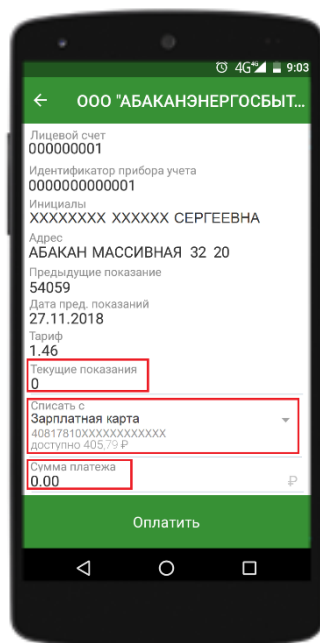 4G 9:03
ООО "АБАКАНЭНЕРГОСБЫТ...
Лицевой счет
000000001
Идентификатор прибора учета
0000000000001
Инициалы
XXXXXXXX XXXXXX СЕРГЕЕВНА
Адрес
АБАКАН МАССИВНАЯ 32 20
Предыдущие показание
54059
Дата пред. показаний
27.11.2018
Тариф
1.46
Текущие показания
0
Списать с
Зарплатная карта
40817810XXXXXXXXXXXX
доступно 405,79 ₽
Сумма платежа
0.00 ₽
Оплатить